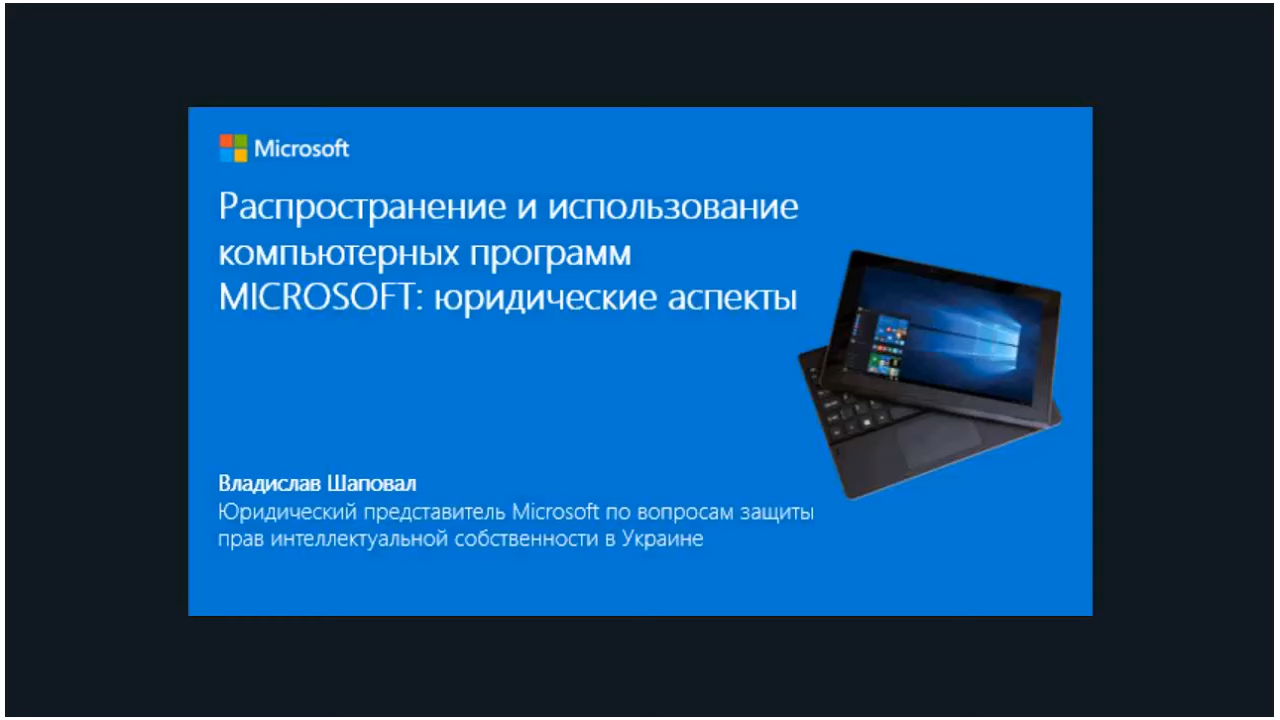 Microsoft
Распространение и использование
компьютерных программ
MICROSOFT: юридические аспекты
Владислав Шаповал
Юридический представитель Microsoft по вопросам защиты
прав интеллектуальной собственности в Украине